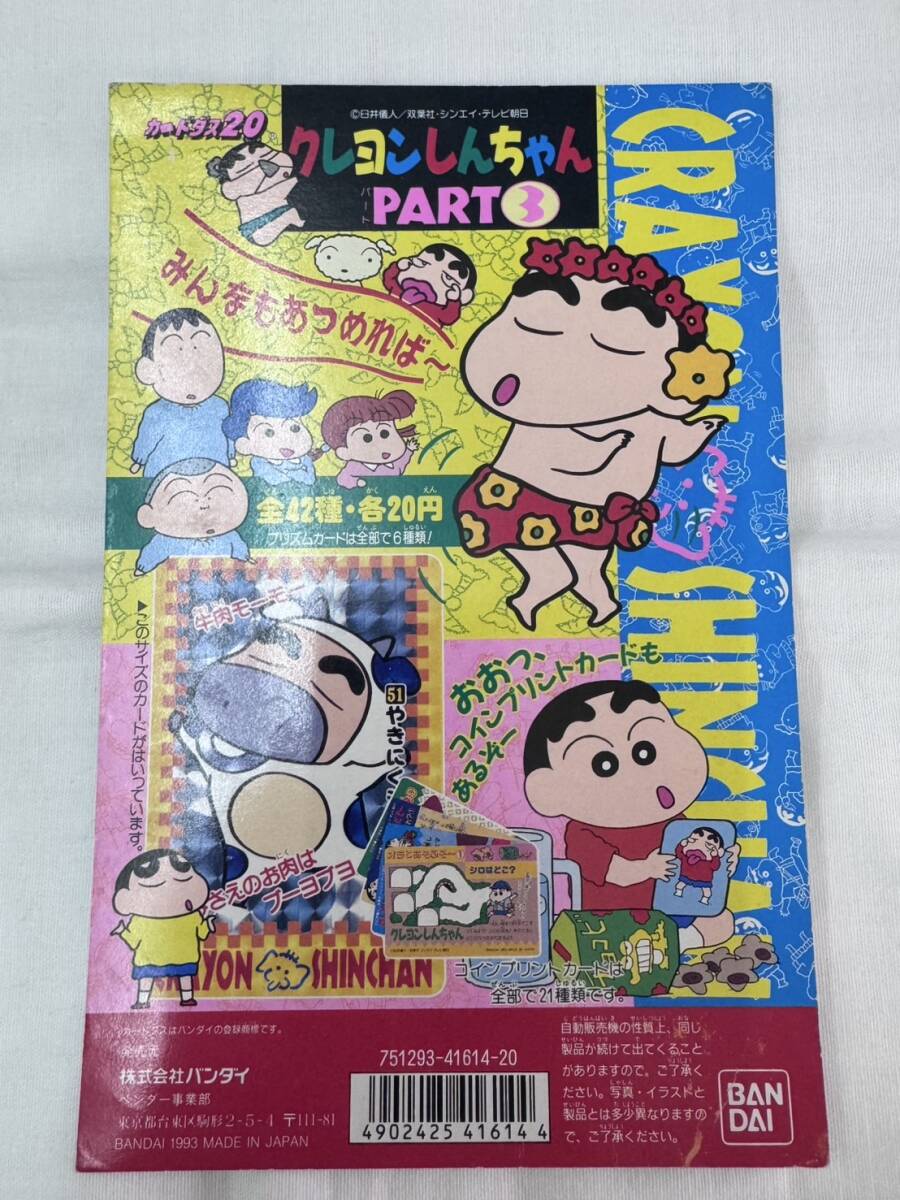 カードダス20
©臼井儀人/双葉社・シンエイ・テレビ朝日
クレヨンしんちゃん
パート
PART3
CRAYON SHINCHAN
みんなもあつめれば〜
全42種・各20円
プリズムカードは全部で6種類!
▶このサイズのカードがはいっています。
牛肉モーモー
51
やきにく
さえのお肉は
ブーヨブヨ
CRAYON SHINCHAN
おおっ、
コインプリントカードも
あるぞー
シロはどこ?
クレヨンしんちゃん
コインプリントカードは
全部で21種類です。
カードダスはバンダイの登録商標です。
発売元
株式会社バンダイ
ベンダー事業部
東京都台東区駒形2-5-4 〒111-81
BANDAI 1993 MADE IN JAPAN
751293-41614-20
4902425416144
自動販売機の性質上、同じ
製品が続けて出てくること
がありますので、ご了承く
ださい。写真・イラストと
製品とは多少異なりますの
で、ご了承ください。
BAN
DAI